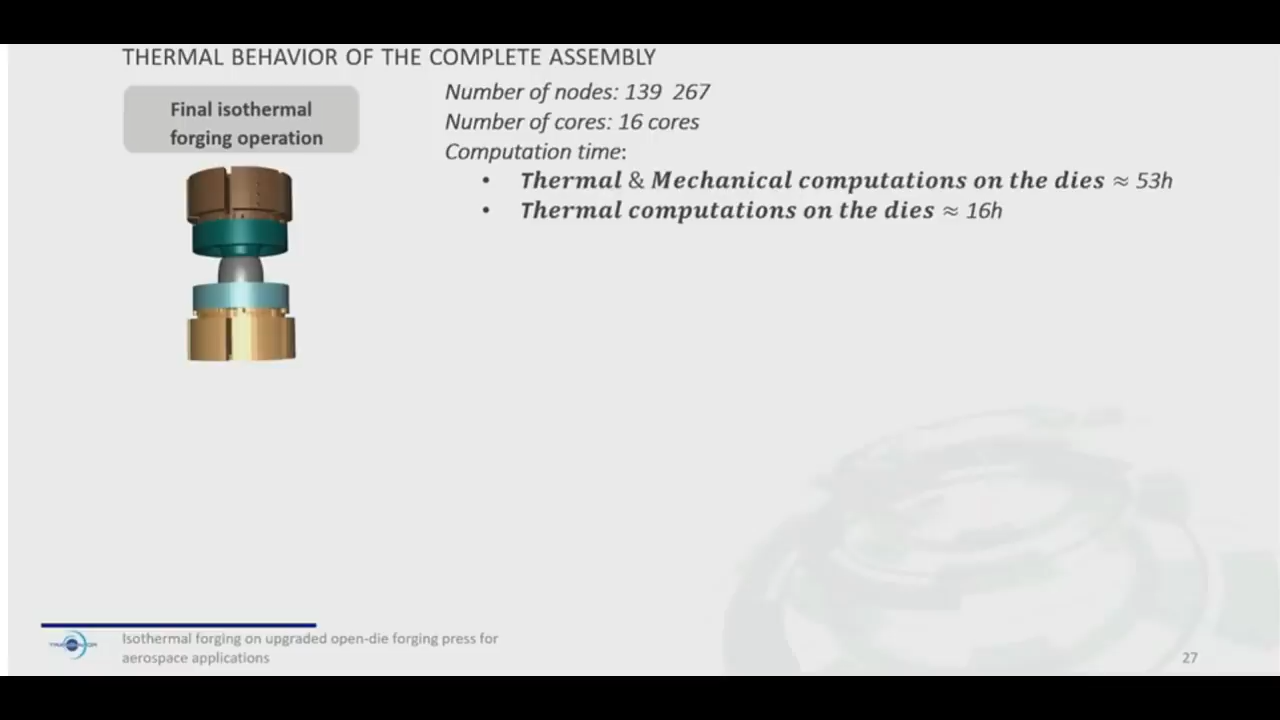 THERMAL BEHAVIOR OF THE COMPLETE ASSEMBLY
Final isothermal
forging operation
Number of nodes: 139 267
Number of cores: 16 cores
Computation time:
• Thermal & Mechanical computations on the dies ≈ 53h
• Thermal computations on the dies ≈ 16h
Isothermal forging on upgraded open-die forging press for
aerospace applications
27